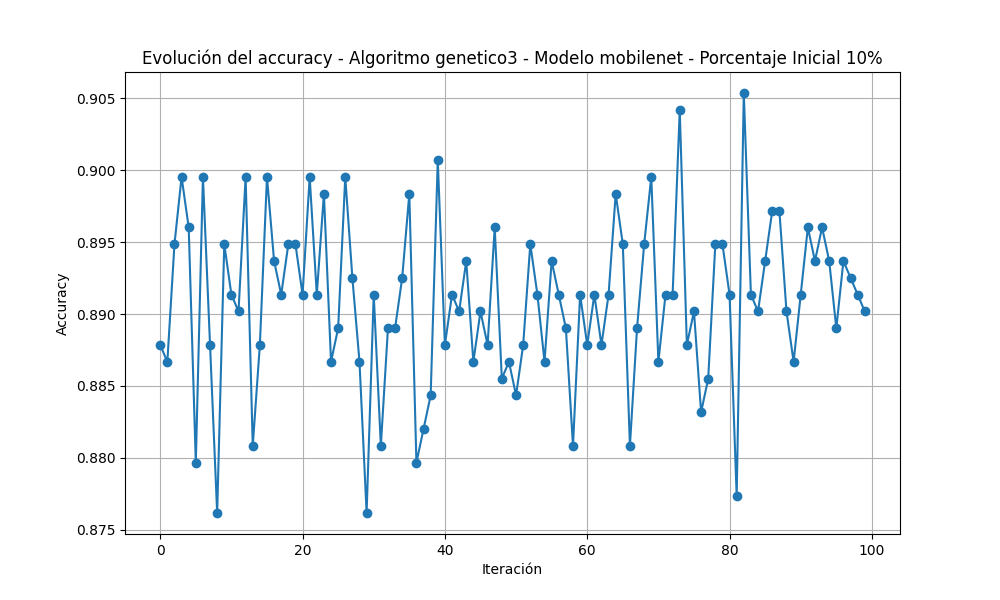 Evolución del accuracy - Algoritmo genetico3 - Modelo mobilenet - Porcentaje Inicial 10%
0.905
0.900
0.895
0.890
0.885
0.880
0.875
Accuracy
0 20 40 60 80 100
Iteración